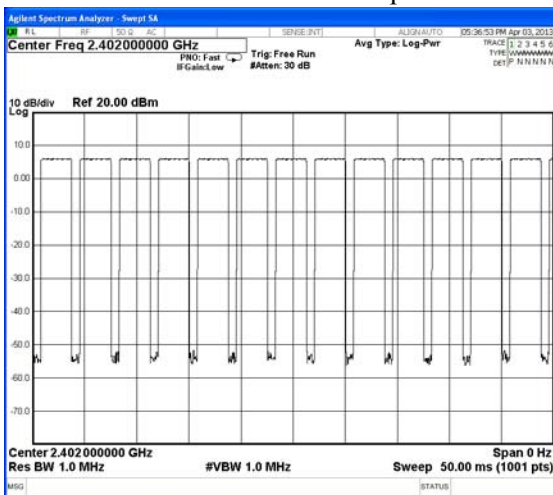 Agilent Spectrum Analyzer - Swept SA
RL RF 50 Ω AC SENSE:INT ALIGNAUTO 05:36:53 PM Apr 03, 2013
Center Freq 2.402000000 GHz
PNO: Fast
IFGain:Low
Trig: Free Run
#Atten: 30 dB
Avg Type: Log-Pwr
TRACE 1 2 3 4 5 6
TYPE
DET P N N N N N
10 dB/div
Log
Ref 20.00 dBm
10.0
0.00
-10.0
-20.0
-30.0
-40.0
-50.0
-60.0
-70.0
Center 2.402000000 GHz
Span 0 Hz
Res BW 1.0 MHz
#VBW 1.0 MHz
Sweep 50.00 ms (1001 pts)
MSG
STATUS